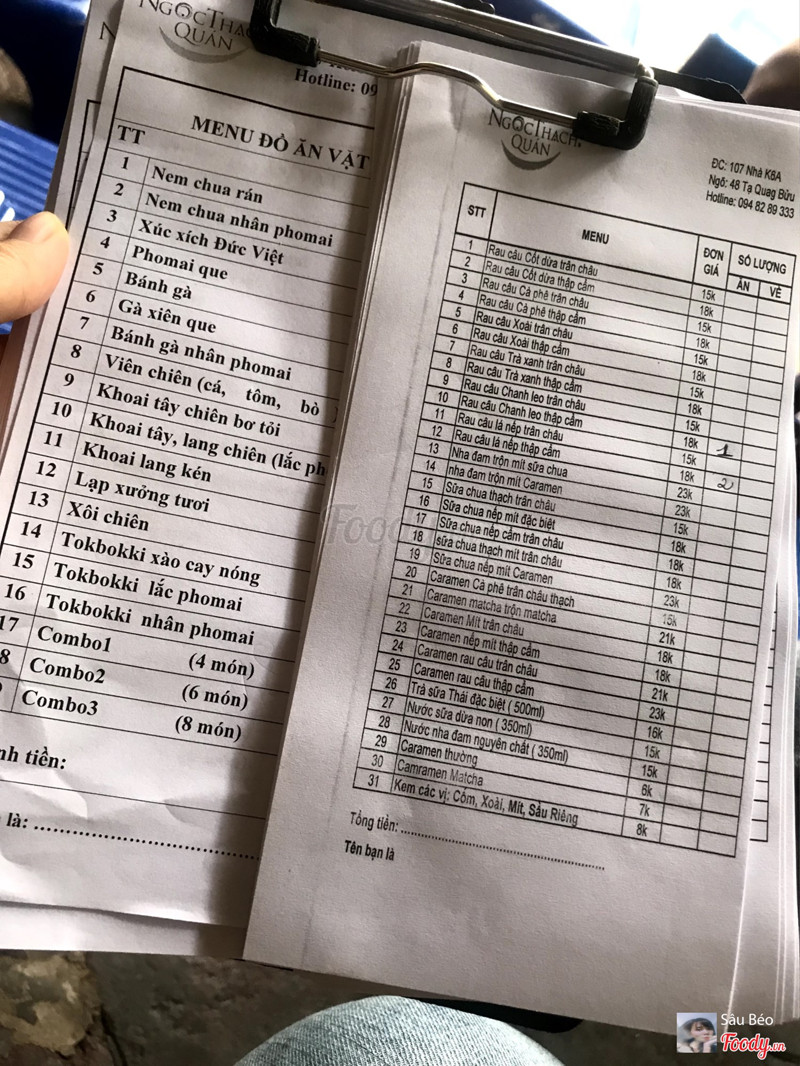 NGỌCTHẠCH
QUÁN
Hotline: 09
MENU ĐỒ ĂN VẶT
TT
1 Nem chua rán
2 Nem chua nhân phomai
3 Xúc xích Đức Việt
4 Phomai que
5 Bánh gà
6 Gà xiên que
7 Bánh gà nhân phomai
8 Viên chiên (cá, tôm, bò )
9 Khoai tây chiên bơ tỏi
10 Khoai tây, lang chiên (lắc ph
11 Khoai lang kén
12 Lạp xưởng tươi
13 Xôi chiên
14 Tokbokki xào cay nóng
15 Tokbokki lắc phomai
16 Tokbokki nhân phomai
17 Combo1 (4 món)
8 Combo2 (6 món)
Combo3 (8 món)
nh tiền:
là: ........................
NGỌCTHẠCH
QUÁN
ĐC: 107 Nhà K6A
Ngõ: 48 Tạ Quag Bửu
Hotline: 094 82 89 333
STT MENU ĐƠN GIÁ SỐ LƯỢNG
ĂN VỀ
1 Rau câu Cốt dừa trân châu 15k
2 Rau câu Cốt dừa thập cẩm 18k
3 Rau câu Cà phê trân châu 15k
4 Rau câu Cà phê thập cẩm 18k
5 Rau câu Xoài trân châu 15k
6 Rau câu Xoài thập cẩm 18k
7 Rau câu Trà xanh trân châu 15k
8 Rau câu Trà xanh thập cẩm 18k
9 Rau câu Chanh leo trân châu 15k
10 Rau câu Chanh leo thập cẩm 18k 1
11 Rau câu lá nếp trân châu 15k
12 Rau câu lá nếp thập cẩm 18k 2
13 Nha đam trộn mít sữa chua 23k
14 nha đam trộn mít Caramen 23k
15 Sữa chua thạch trân châu 15k
16 Sữa chua nếp mít đặc biệt 18k
17 Sữa chua nếp cẩm trân châu 18k
18 sữa chua thạch mít trân châu 18k
19 Sữa chua nếp mít Caramen 23k
20 Caramen Cà phê trân châu thạch 15k
21 Caramen matcha trộn matcha 21k
22 Caramen Mít trân châu 18k
23 Caramen nếp mít thập cẩm 18k
24 Caramen rau câu trân châu 21k
25 Caramen rau câu thập cẩm 23k
26 Trà sữa Thái đặc biệt ( 500ml) 16k
27 Nước sữa dừa non ( 350ml) 15k
28 Nước nha đam nguyên chất ( 350ml) 15k
29 Caramen thường 6k
30 Camramen Matcha 7k
31 Kem các vị: Cốm, Xoài, Mít, Sầu Riêng 8k
Tổng tiền: ........................
Tên bạn là
Foody
Sâu Béo
Foody.vn